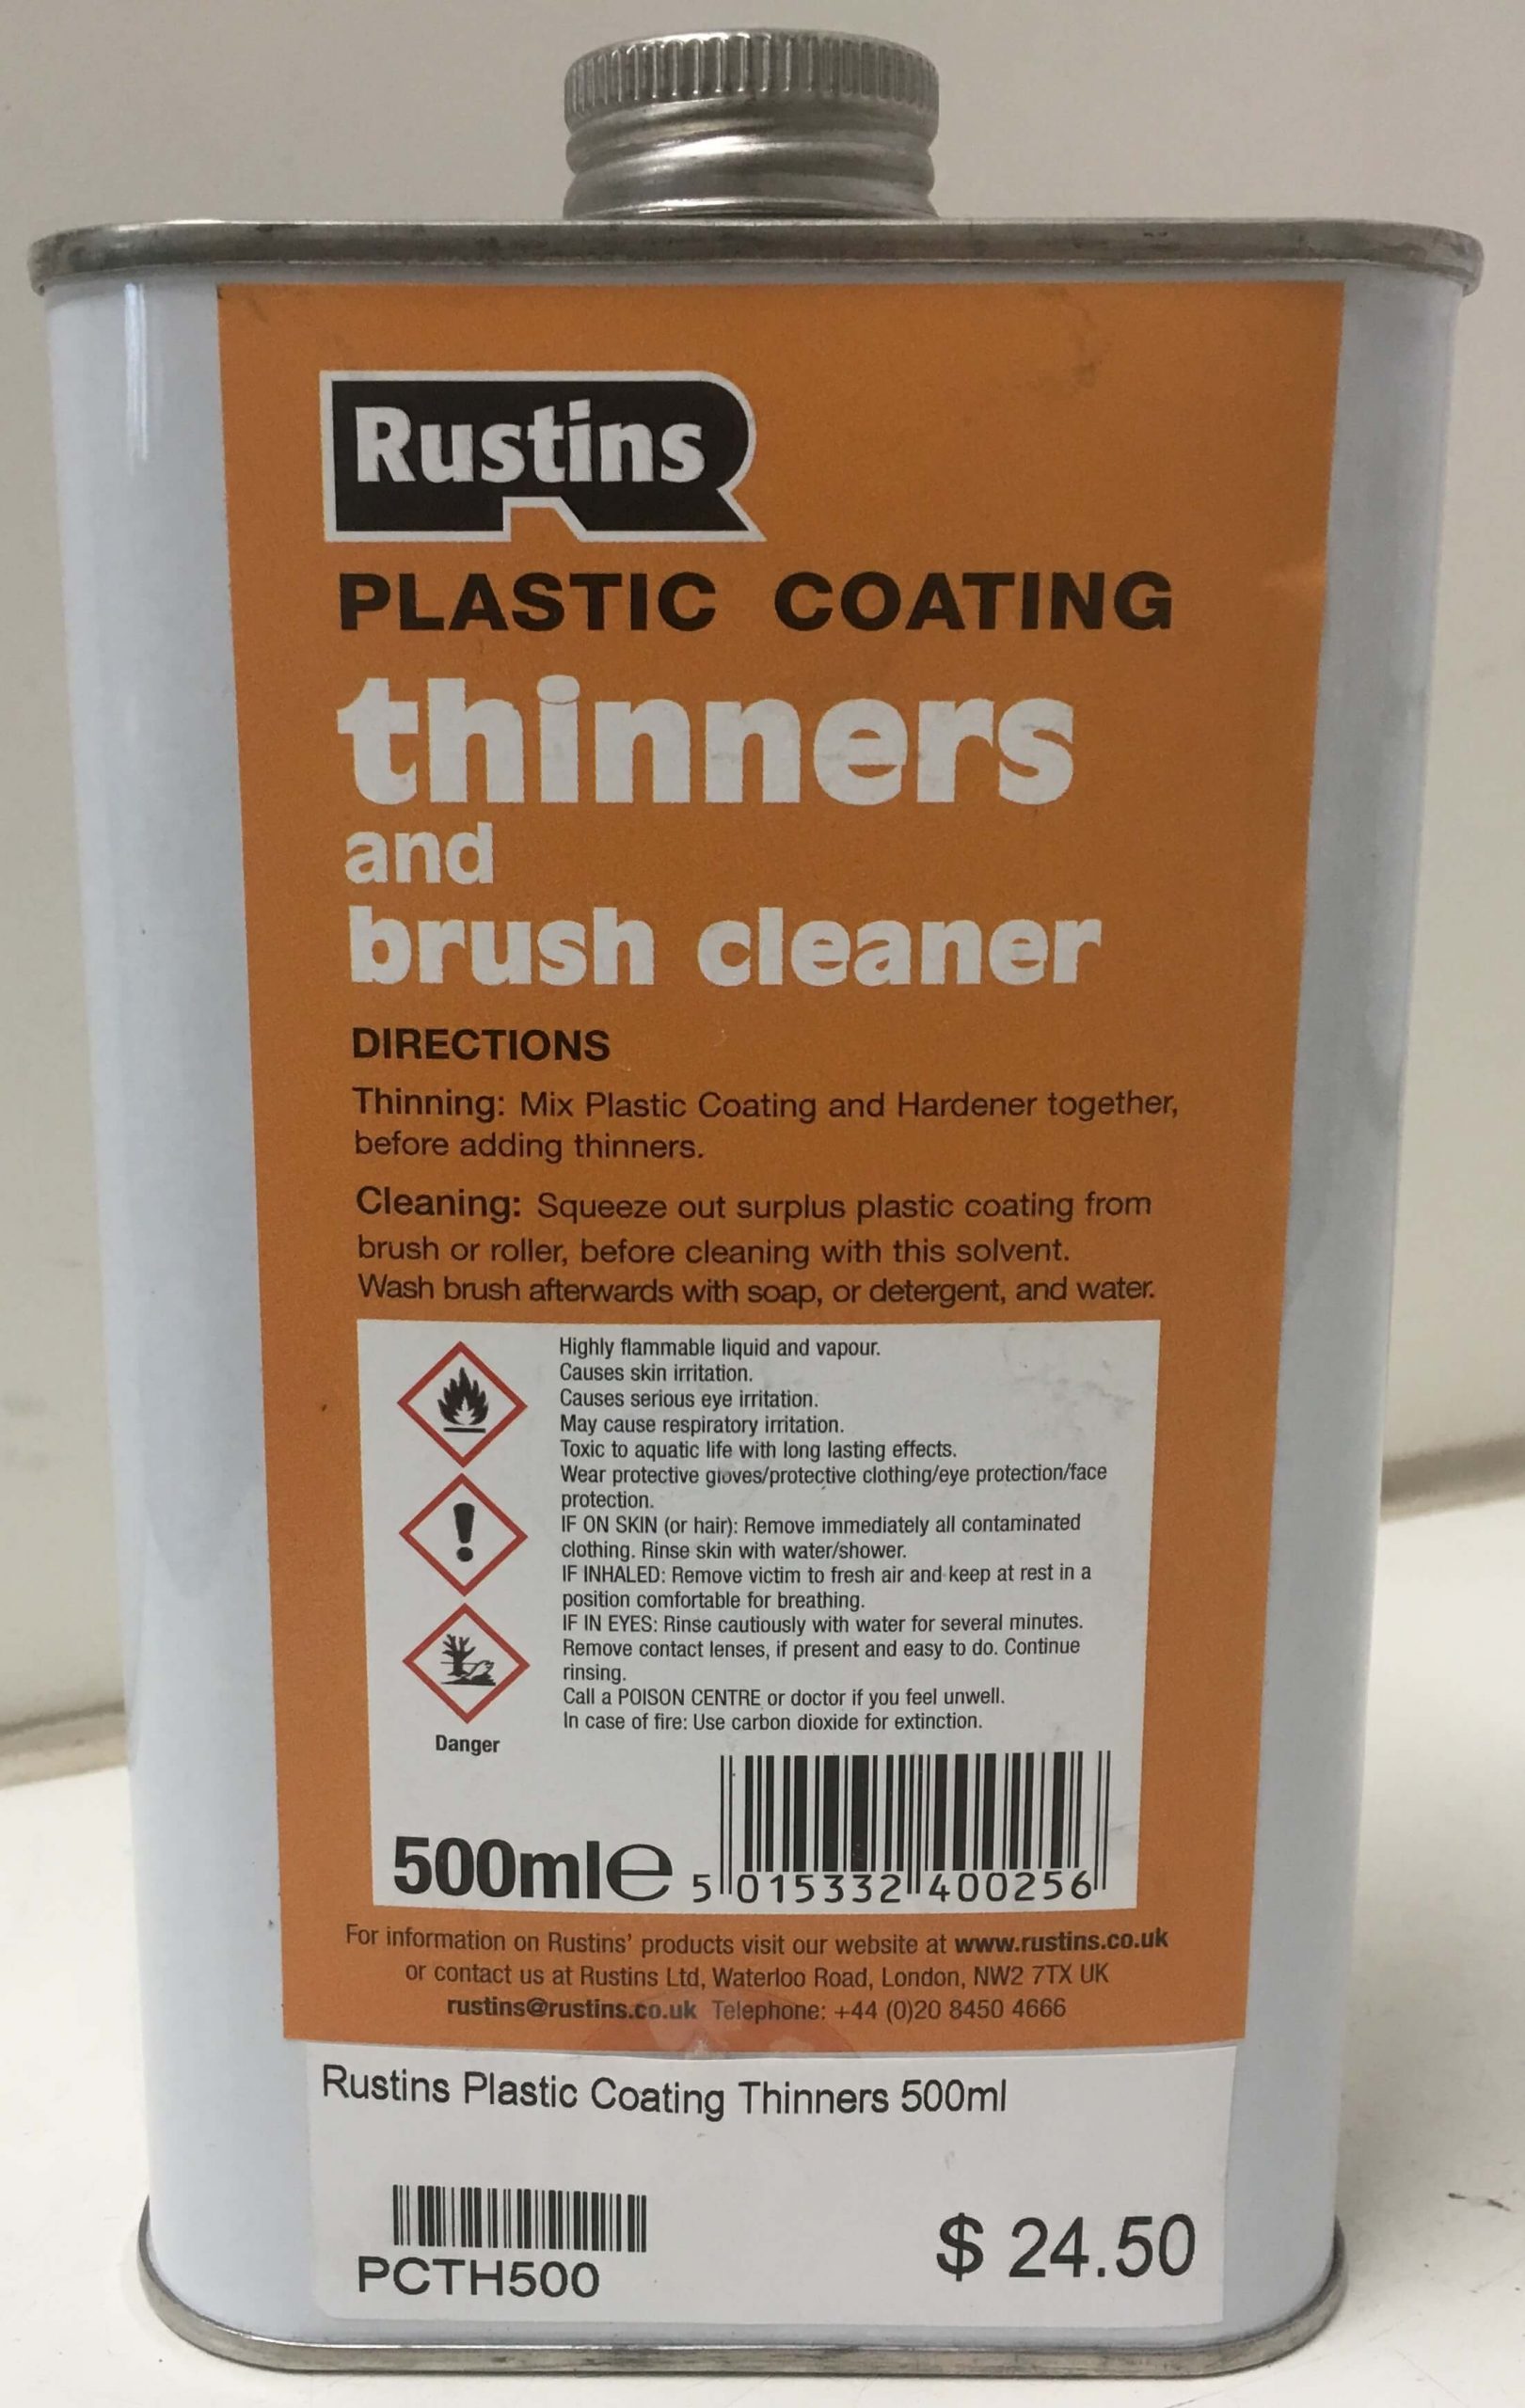 Rustins
PLASTIC COATING
thinners
and
brush cleaner
DIRECTIONS
Thinning: Mix Plastic Coating and Hardener together,
before adding thinners.
Cleaning: Squeeze out surplus plastic coating from
brush or roller, before cleaning with this solvent.
Wash brush afterwards with soap, or detergent, and water.
Highly flammable liquid and vapour.
Causes skin irritation.
Causes serious eye irritation.
May cause respiratory irritation.
Toxic to aquatic life with long lasting effects.
Wear protective gloves/protective clothing/eye protection/face
protection.
IF ON SKIN (or hair): Remove immediately all contaminated
clothing. Rinse skin with water/shower.
IF INHALED: Remove victim to fresh air and keep at rest in a
position comfortable for breathing.
IF IN EYES: Rinse cautiously with water for several minutes.
Remove contact lenses, if present and easy to do. Continue
rinsing.
Call a POISON CENTRE or doctor if you feel unwell.
In case of fire: Use carbon dioxide for extinction.
Danger
500ml℮
5 015332 400256
For information on Rustins' products visit our website at www.rustins.co.uk
or contact us at Rustins Ltd, Waterloo Road, London, NW2 7TX UK
rustins@rustins.co.uk Telephone: +44 (0)20 8450 4666
Rustins Plastic Coating Thinners 500ml
PCTH500
$ 24.50